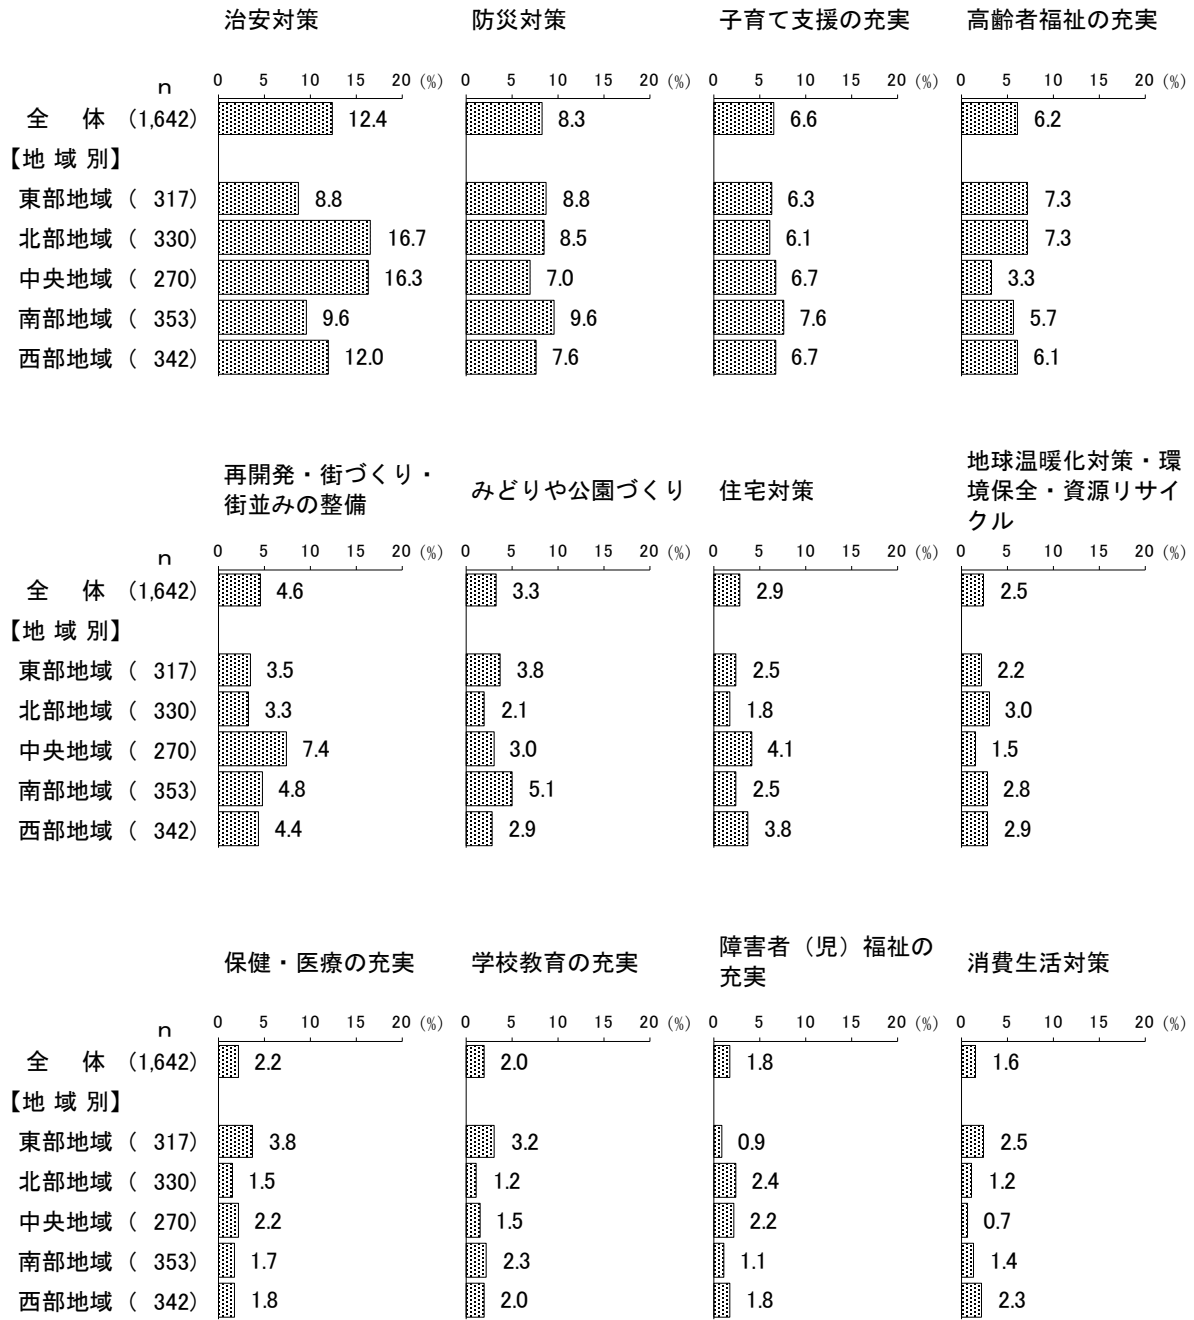 治安対策 防災対策 子育て支援の充実 高齢者福祉の充実
n 0 5 10 15 20 (%) 0 5 10 15 20 (%) 0 5 10 15 20 (%) 0 5 10 15 20 (%)
全 体 (1,642) 12.4 8.3 6.6 6.2
【地 域 別】
東部地域 ( 317) 8.8 8.8 6.3 7.3
北部地域 ( 330) 16.7 8.5 6.1 7.3
中央地域 ( 270) 16.3 7.0 6.7 3.3
南部地域 ( 353) 9.6 9.6 7.6 5.7
西部地域 ( 342) 12.0 7.6 6.7 6.1
再開発・街づくり・
街並みの整備
みどりや公園づくり
住宅対策
地球温暖化対策・環
境保全・資源リサイ
クル
n 0 5 10 15 20 (%) 0 5 10 15 20 (%) 0 5 10 15 20 (%) 0 5 10 15 20 (%)
全 体 (1,642) 4.6 3.3 2.9 2.5
【地 域 別】
東部地域 ( 317) 3.5 3.8 2.5 2.2
北部地域 ( 330) 3.3 2.1 1.8 3.0
中央地域 ( 270) 7.4 3.0 4.1 1.5
南部地域 ( 353) 4.8 5.1 2.5 2.8
西部地域 ( 342) 4.4 2.9 3.8 2.9
保健・医療の充実
学校教育の充実
障害者（児）福祉の
充実
消費生活対策
n 0 5 10 15 20 (%) 0 5 10 15 20 (%) 0 5 10 15 20 (%) 0 5 10 15 20 (%)
全 体 (1,642) 2.2 2.0 1.8 1.6
【地 域 別】
東部地域 ( 317) 3.8 3.2 0.9 2.5
北部地域 ( 330) 1.5 1.2 2.4 1.2
中央地域 ( 270) 2.2 1.5 2.2 0.7
南部地域 ( 353) 1.7 2.3 1.1 1.4
西部地域 ( 342) 1.8 2.0 1.8 2.3